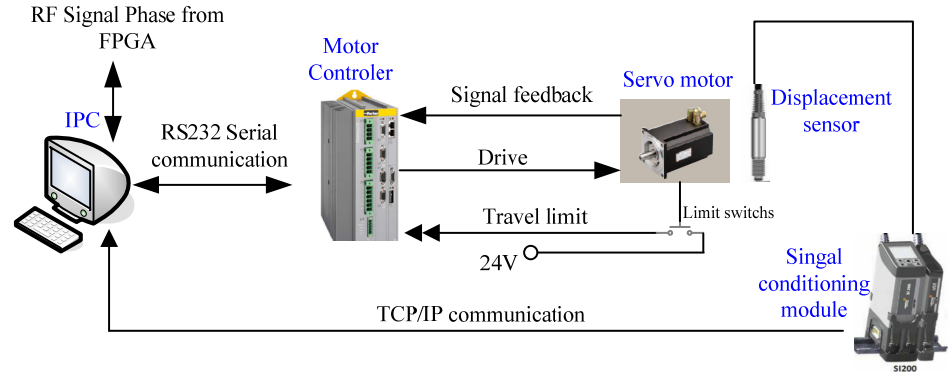 RF Signal Phase from
FPGA
IPC
RS232 Serial
communication
Motor
Controler
Signal feedback
Drive
Travel limit
24V
Servo motor
Limit switchs
Displacement
sensor
Singal
conditioning
module
TCP/IP communication
SI200